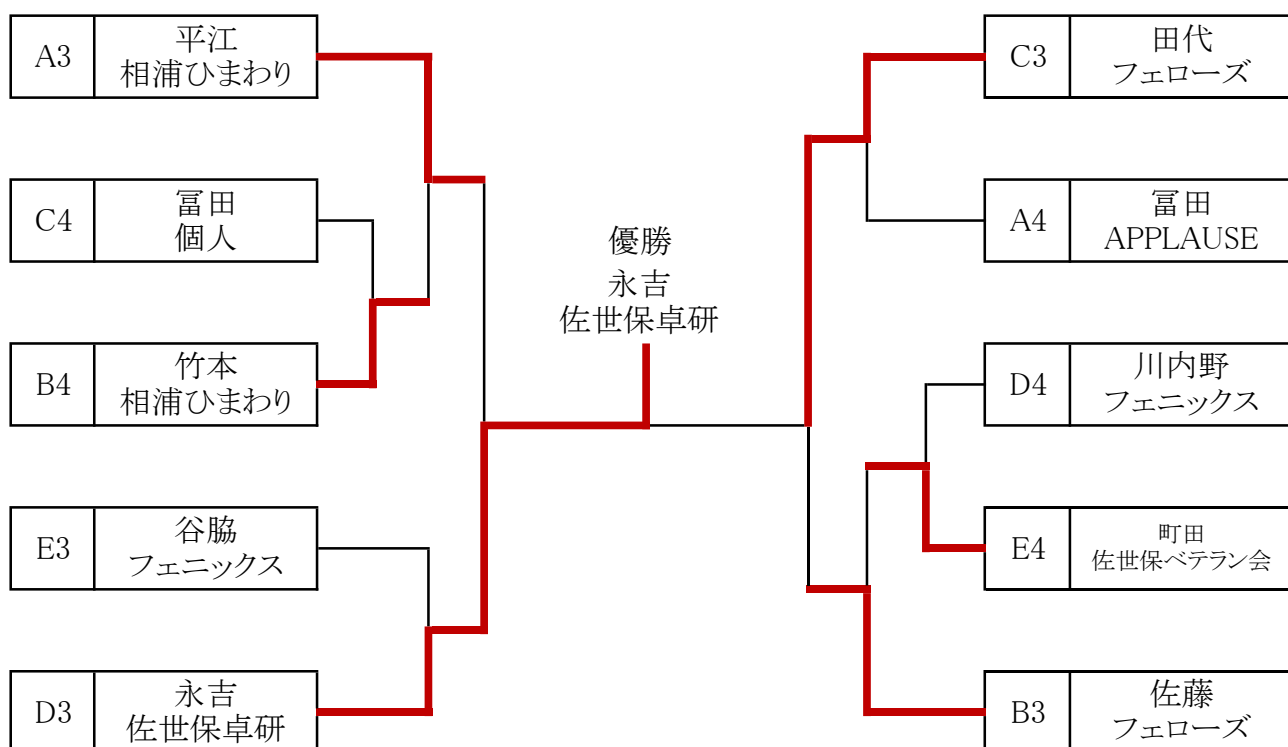 A3
平江
相浦ひまわり
C4
冨田
個人
B4
竹本
相浦ひまわり
E3
谷脇
フェニックス
D3
永吉
佐世保卓研
優勝
永吉
佐世保卓研
C3
田代
フェローズ
A4
冨田
APPLAUSE
D4
川内野
フェニックス
E4
町田
佐世保ベテラン会
B3
佐藤
フェローズ